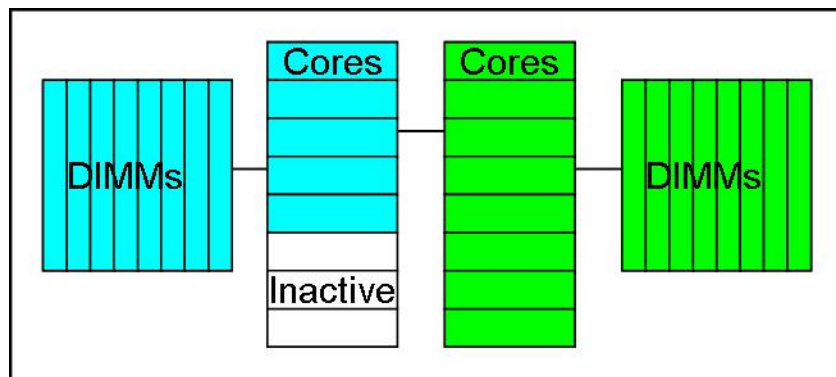 Cores
Cores
DIMMs
DIMMs
Inactive